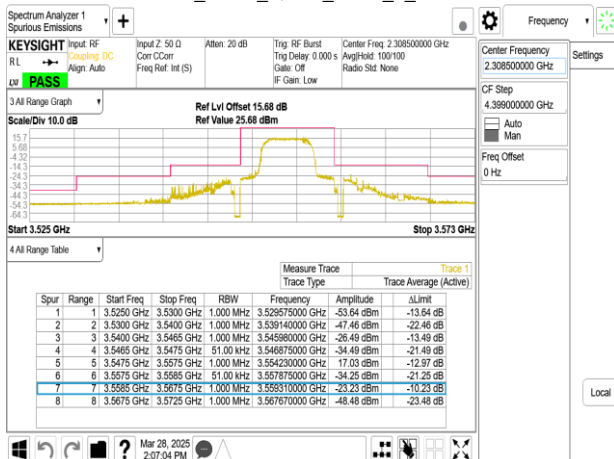 Spectrum Analyzer 1
Spurious Emissions
+
Frequency
KEYSIGHT Input: RF Input Z: 50 Ω Atten: 20 dB Trig: RF Burst Center Freq: 2.308500000 GHz
RL Coupling: DC Corr CCorr Trig Delay: 0.000 s Avg|Hold: 100/100
Align: Auto Freq Ref: Int (S) Gate: Off Radio Std: None
IF Gain: Low
LXI PASS
Center Frequency
2.308500000 GHz
Settings
CF Step
4.399000000 GHz
Auto
Man
Freq Offset
0 Hz
3 All Range Graph
Ref Lvl Offset 15.68 dB
Scale/Div 10.0 dB Ref Value 25.68 dBm
15.7
5.68
-4.32
-14.3
-24.3
-34.3
-44.3
-54.3
-64.3
Start 3.525 GHz Stop 3.573 GHz
4 All Range Table
Measure Trace Trace 1
Trace Type Trace Average (Active)
Spur Range Start Freq Stop Freq RBW Frequency Amplitude ΔLimit
1 1 3.5250 GHz 3.5300 GHz 1.000 MHz 3.529575000 GHz -53.64 dBm -13.64 dB
2 2 3.5300 GHz 3.5400 GHz 1.000 MHz 3.539140000 GHz -47.46 dBm -22.46 dB
3 3 3.5400 GHz 3.5465 GHz 1.000 MHz 3.545980000 GHz -26.49 dBm -13.49 dB
4 4 3.5465 GHz 3.5475 GHz 51.00 kHz 3.546875000 GHz -34.49 dBm -21.49 dB
5 5 3.5475 GHz 3.5575 GHz 1.000 MHz 3.554230000 GHz 17.03 dBm -12.97 dB
6 6 3.5575 GHz 3.5585 GHz 51.00 kHz 3.557875000 GHz -34.25 dBm -21.25 dB
7 7 3.5585 GHz 3.5675 GHz 1.000 MHz 3.559310000 GHz -23.23 dBm -10.23 dB
8 8 3.5675 GHz 3.5725 GHz 1.000 MHz 3.567670000 GHz -48.48 dBm -23.48 dB
Local
? Mar 28, 2025
2:07:04 PM